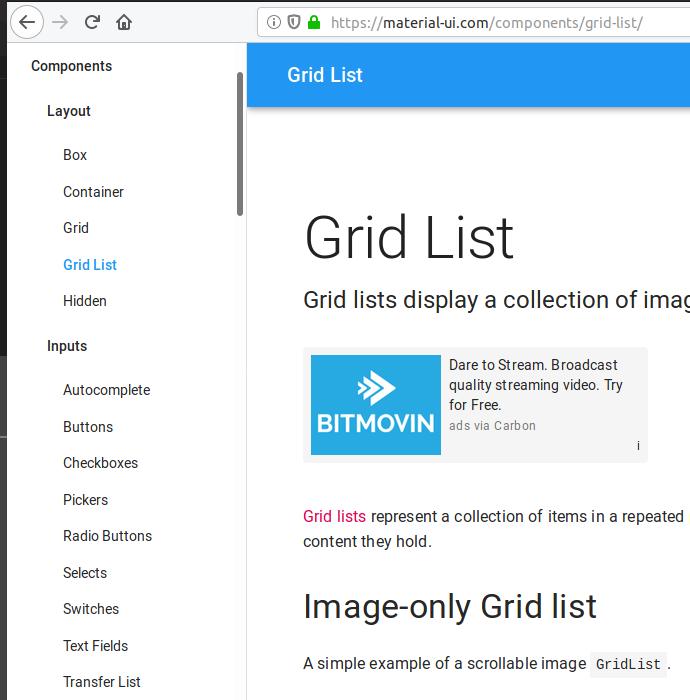 https://material-ui.com/components/grid-list/
Components
Layout
Box
Container
Grid
Grid List
Hidden
Inputs
Autocomplete
Buttons
Checkboxes
Pickers
Radio Buttons
Selects
Switches
Text Fields
Transfer List
Grid List
Grid List
Grid lists display a collection of imag
BITMOVIN
Dare to Stream. Broadcast
quality streaming video. Try
for Free.
ads via Carbon
i
Grid lists represent a collection of items in a repeated
content they hold.
Image-only Grid list
A simple example of a scrollable image GridList.